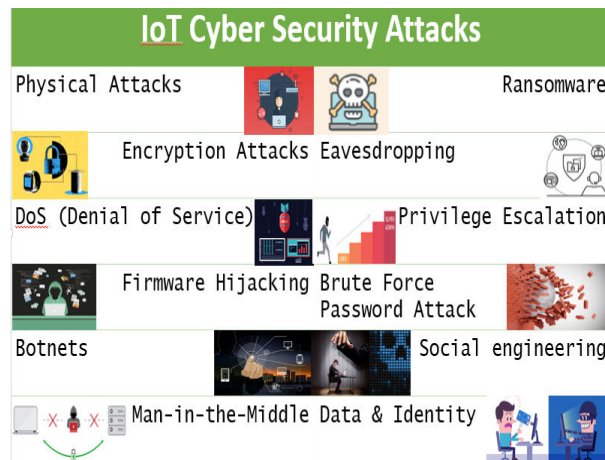 IoT Cyber Security Attacks
Physical Attacks
Ransomware
Encryption Attacks
Eavesdropping
DoS (Denial of Service)
Privilege Escalation
Firmware Hijacking
Brute Force
Password Attack
Botnets
Social engineering
Man-in-the-Middle
Data & Identity